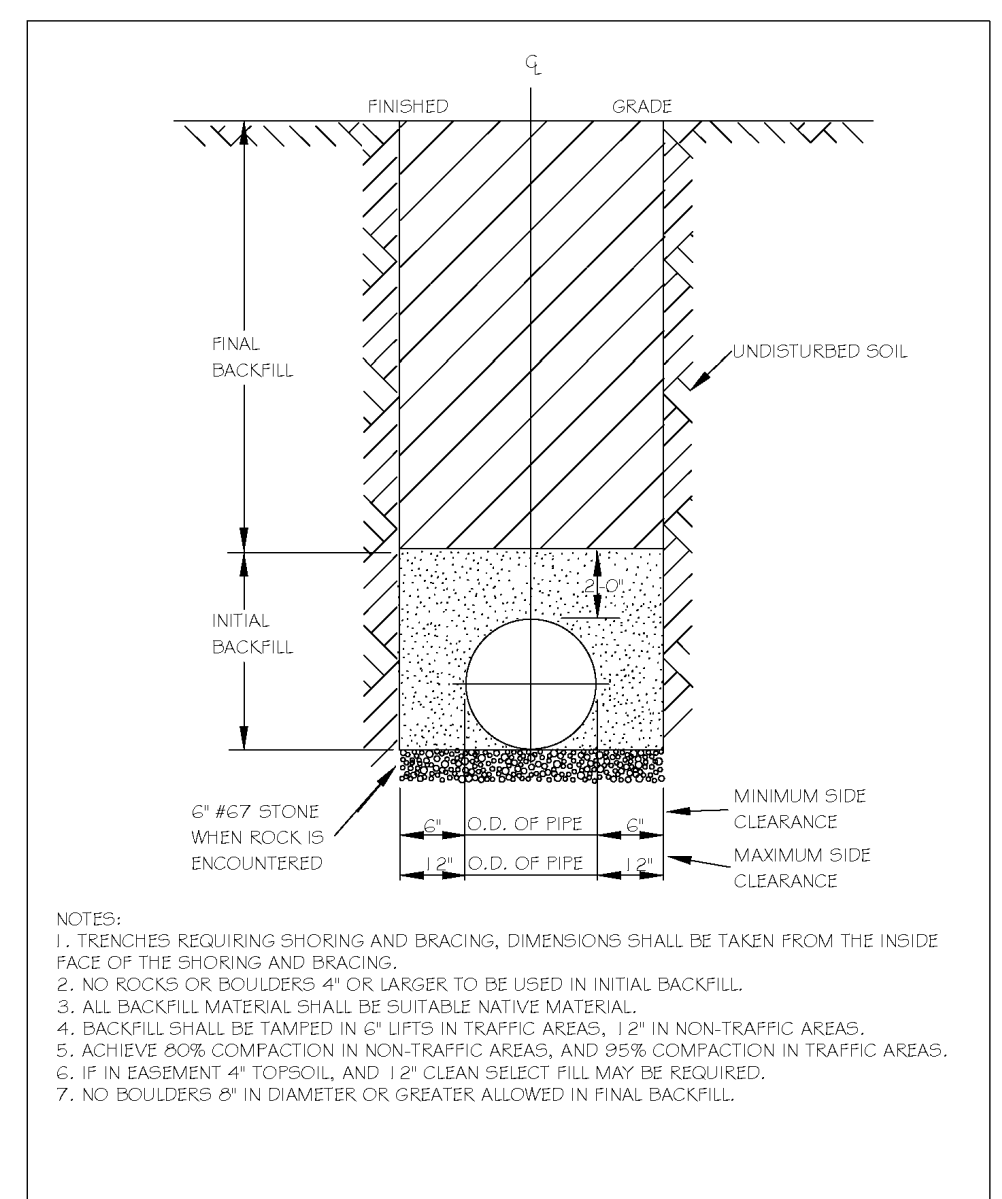 CL
FINISHED GRADE
FINAL
BACKFILL
UNDISTURBED SOIL
2'-0"
INITIAL
BACKFILL
6" #67 STONE
WHEN ROCK IS
ENCOUNTERED
6" O.D. OF PIPE 6"
MINIMUM SIDE
CLEARANCE
12" O.D. OF PIPE 12"
MAXIMUM SIDE
CLEARANCE
NOTES:
1. TRENCHES REQUIRING SHORING AND BRACING, DIMENSIONS SHALL BE TAKEN FROM THE INSIDE
FACE OF THE SHORING AND BRACING.
2. NO ROCKS OR BOULDERS 4" OR LARGER TO BE USED IN INITIAL BACKFILL.
3. ALL BACKFILL MATERIAL SHALL BE SUITABLE NATIVE MATERIAL.
4. BACKFILL SHALL BE TAMPED IN 6" LIFTS IN TRAFFIC AREAS, 12" IN NON-TRAFFIC AREAS.
5. ACHIEVE 80% COMPACTION IN NON-TRAFFIC AREAS, AND 95% COMPACTION IN TRAFFIC AREAS.
6. IF IN EASEMENT 4" TOPSOIL, AND 12" CLEAN SELECT FILL MAY BE REQUIRED.
7. NO BOULDERS 8" IN DIAMETER OR GREATER ALLOWED IN FINAL BACKFILL.